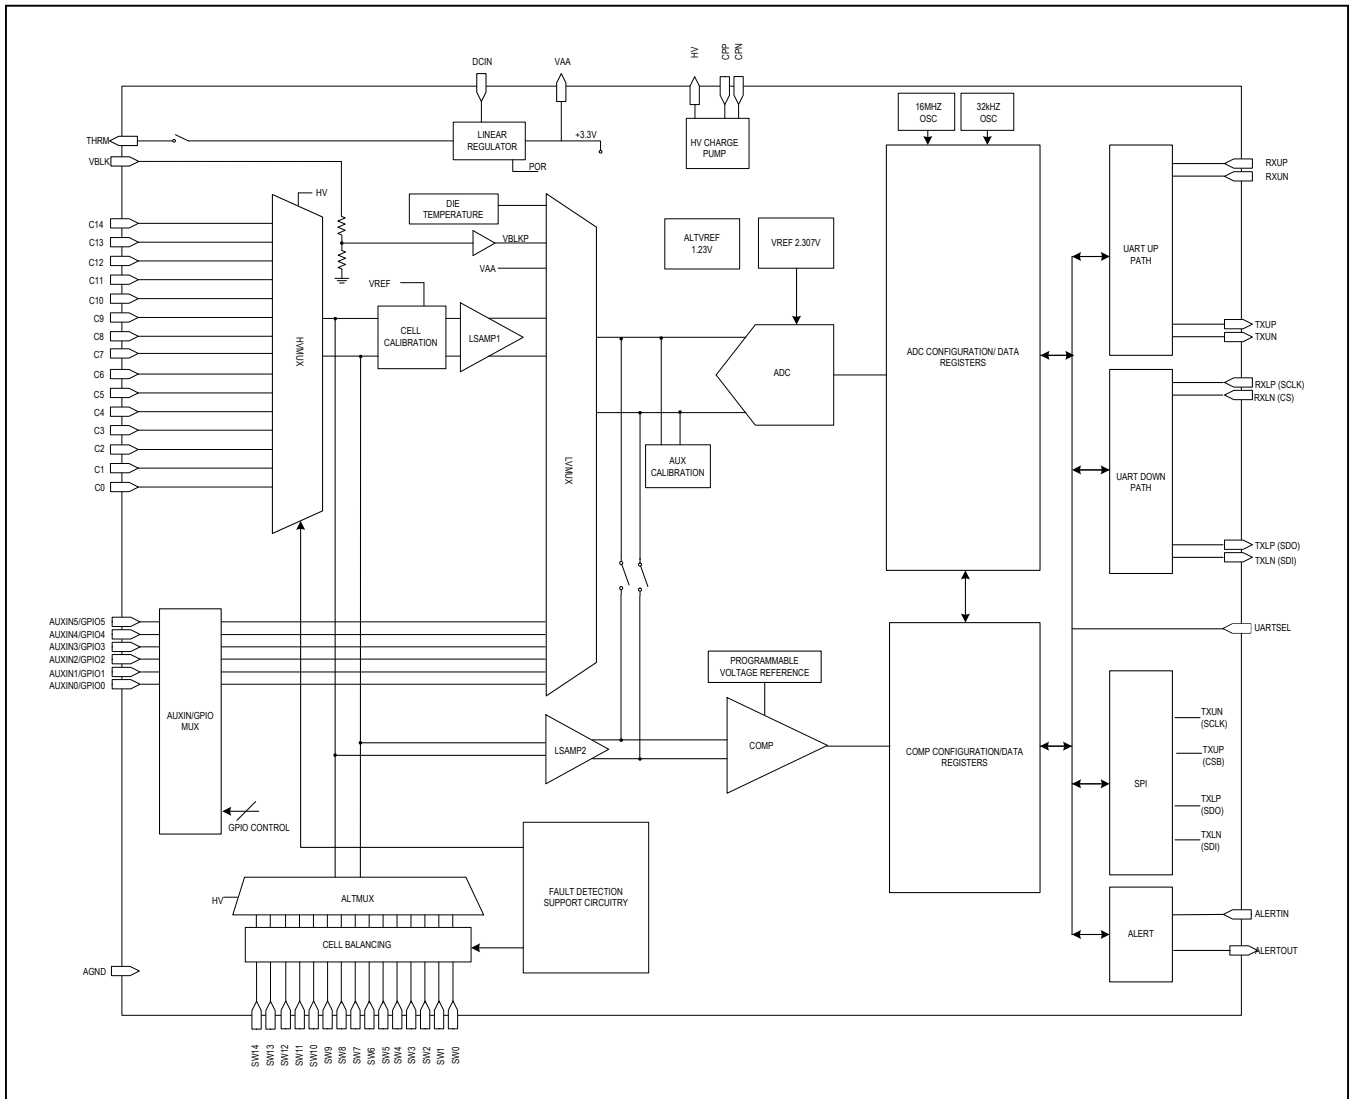 DCIN
VAA
HV
CPP
CPN
16MHZ
OSC
32kHZ
OSC
THRM
LINEAR
REGULATOR
+3.3V
HV CHARGE
PUMP
VBLK
POR
RXUP
RXUN
HV
DIE
TEMPERATURE
C14
C13
C12
C11
C10
C9
C8
C7
C6
C5
C4
C3
C2
C1
C0
HVMUX
VBLKP
VAA
VREF
CELL
CALIBRATION
LSAMP1
LVMUX
ALTVREF
1.23V
VREF 2.307V
ADC
AUX
CALIBRATION
ADC CONFIGURATION/ DATA
REGISTERS
UART UP
PATH
TXUP
TXUN
RXLP (SCLK)
RXLN (CS)
UART DOWN
PATH
TXLP (SDO)
TXLN (SDI)
AUXIN5/GPIO5
AUXIN4/GPIO4
AUXIN3/GPIO3
AUXIN2/GPIO2
AUXIN1/GPIO1
AUXIN0/GPIO0
AUXIN/GPIO
MUX
GPIO CONTROL
UARTSEL
PROGRAMMABLE
VOLTAGE REFERENCE
LSAMP2
COMP
COMP CONFIGURATION/DATA
REGISTERS
SPI
TXUN
(SCLK)
TXUP
(CSB)
TXLP
(SDO)
TXLN
(SDI)
HV
ALTMUX
FAULT DETECTION
SUPPORT CIRCUITRY
CELL BALANCING
ALERT
ALERTIN
ALERTOUT
AGND
SW14
SW13
SW12
SW11
SW10
SW9
SW8
SW7
SW6
SW5
SW4
SW3
SW2
SW1
SW0